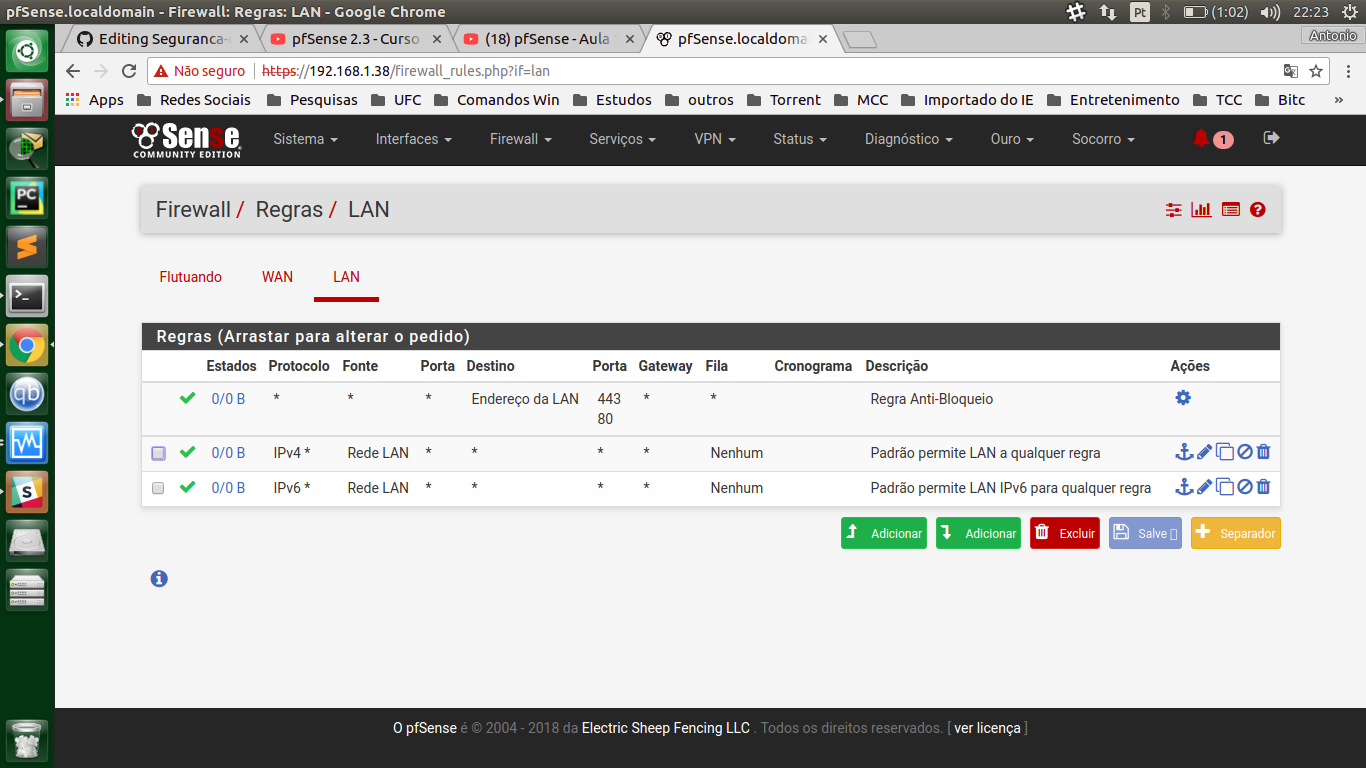 pfSense.localdomain - Firewall: Regras: LAN - Google Chrome Pt (1:02) 22:23
Editing Seguranca- pfSense 2.3 - Curso (18) pfSense - Aula pfSense.localdoma Antonio
Não seguro https://192.168.1.38/firewall_rules.php?if=lan
Apps Redes Sociais Pesquisas UFC Comandos Win Estudos outros Torrent MCC Importado do IE Entretenimento TCC Bitc »
Sense COMMUNITY EDITION Sistema Interfaces Firewall Serviços VPN Status Diagnóstico Ouro Socorro 1
Firewall / Regras / LAN
Flutuando WAN LAN
Regras (Arrastar para alterar o pedido)
Estados Protocolo Fonte Porta Destino Porta Gateway Fila Cronograma Descrição Ações
0/0 B * * * Endereço da LAN 443 * * Regra Anti-Bloqueio
80
0/0 B IPv4 * Rede LAN * * * * Nenhum Padrão permite LAN a qualquer regra
0/0 B IPv6 * Rede LAN * * * * Nenhum Padrão permite LAN IPv6 para qualquer regra
Adicionar Adicionar Excluir Salve Separador
O pfSense é © 2004 - 2018 da Electric Sheep Fencing LLC . Todos os direitos reservados. [ ver licença ]
PC
>_
qb
S